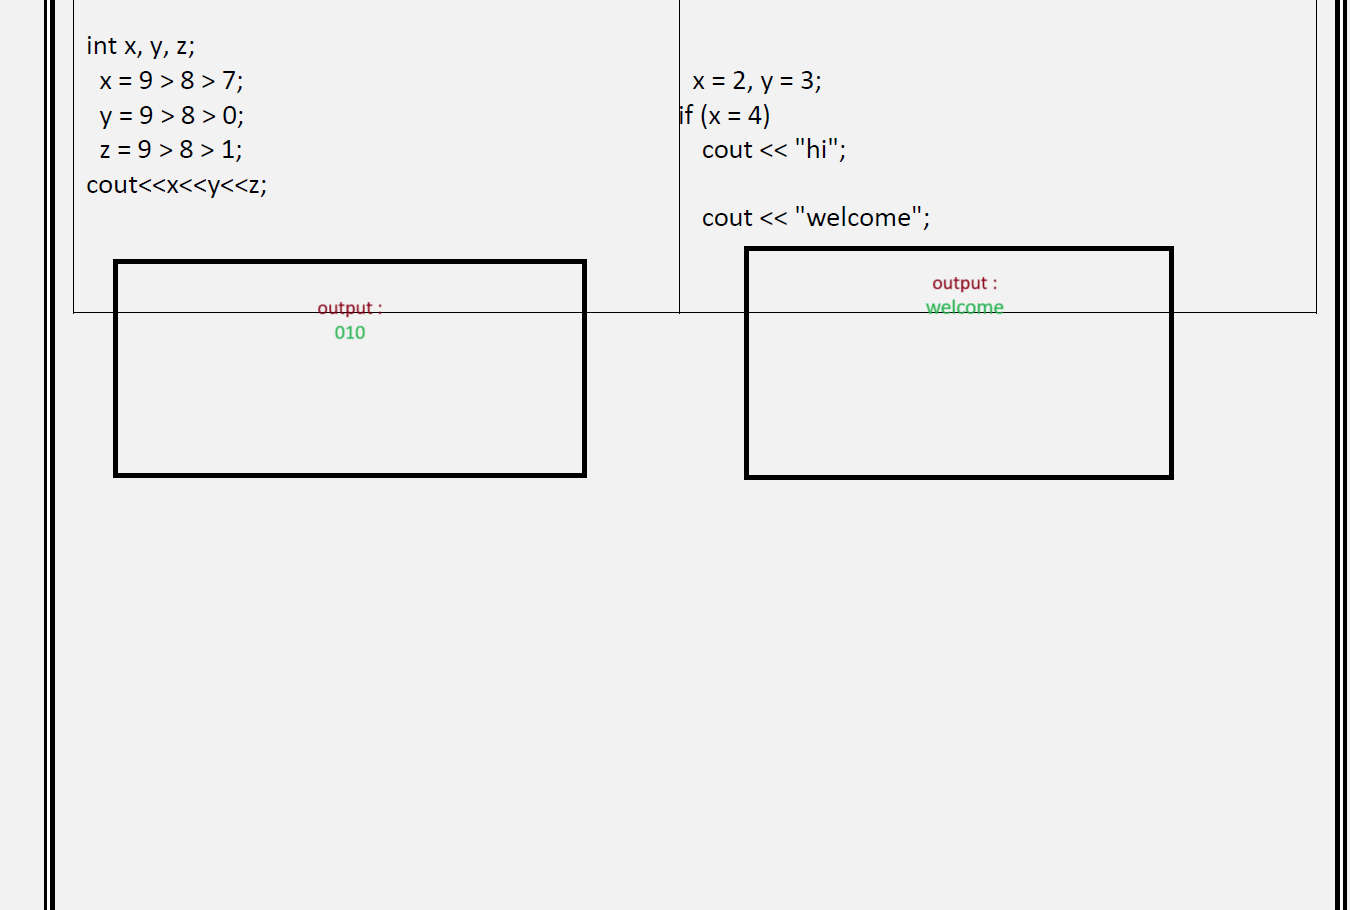 int x, y, z;
x = 9 > 8 > 7;
y = 9 > 8 > 0;
z = 9 > 8 > 1;
cout<<x<<y<<z;
output :
010
x = 2, y = 3;
if (x = 4)
cout << "hi";
cout << "welcome";
output :
welcome